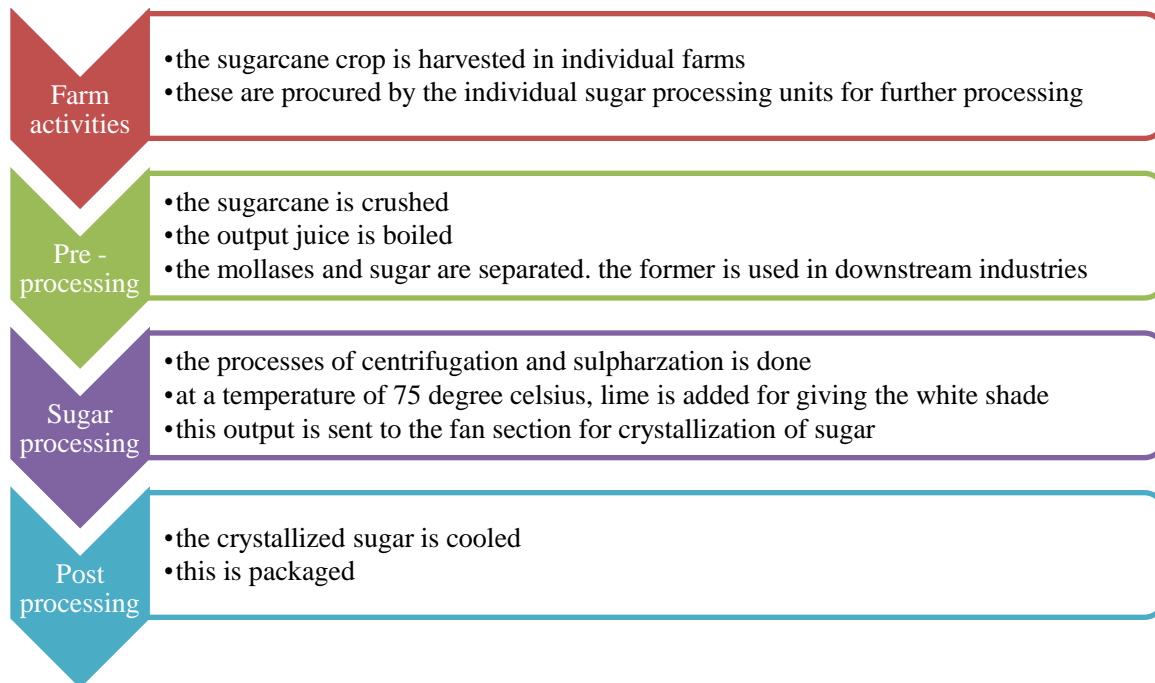 Farm
activities
•the sugarcane crop is harvested in individual farms
•these are procured by the individual sugar processing units for further processing
Pre -
processing
•the sugarcane is crushed
•the output juice is boiled
•the mollases and sugar are separated. the former is used in downstream industries
Sugar
processing
•the processes of centrifugation and sulpharzation is done
•at a temperature of 75 degree celsius, lime is added for giving the white shade
•this output is sent to the fan section for crystallization of sugar
Post
processing
•the crystallized sugar is cooled
•this is packaged